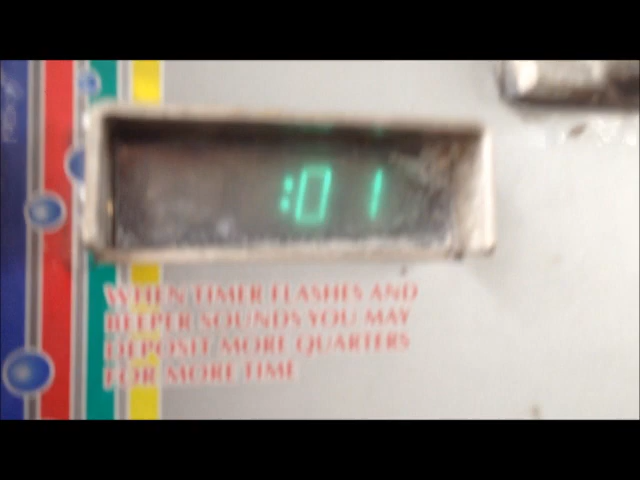 :01
WHEN TIMER FLASHES AND
BEEPER SOUNDS YOU MAY
DEPOSIT MORE QUARTERS
FOR MORE TIME